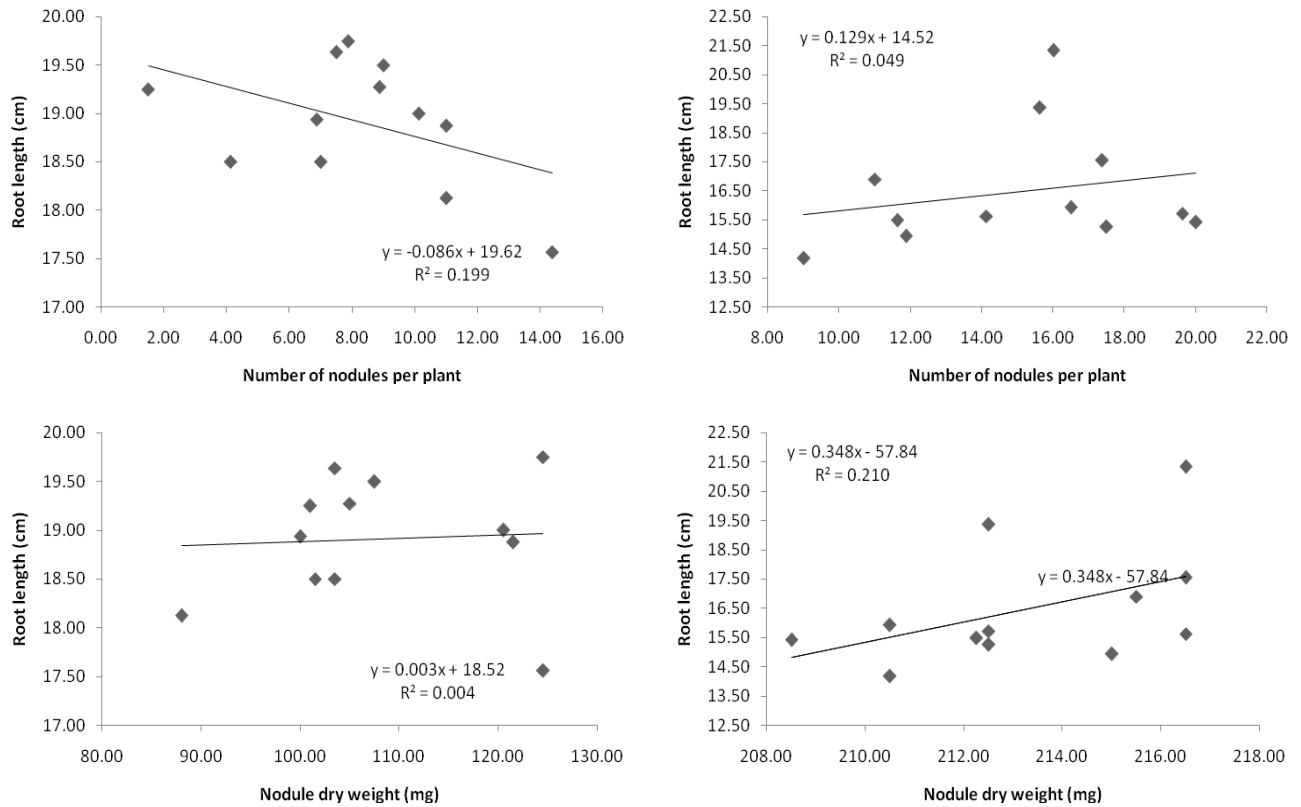 20.00
19.50
19.00
18.50
18.00
17.50
17.00
Root length (cm)
y = -0.086x + 19.62
R² = 0.199
0.00 2.00 4.00 6.00 8.00 10.00 12.00 14.00 16.00
Number of nodules per plant
22.50
21.50
20.50
19.50
18.50
17.50
16.50
15.50
14.50
13.50
12.50
Root length (cm)
y = 0.129x + 14.52
R² = 0.049
8.00 10.00 12.00 14.00 16.00 18.00 20.00 22.00
Number of nodules per plant
20.00
19.50
19.00
18.50
18.00
17.50
17.00
Root length (cm)
y = 0.003x + 18.52
R² = 0.004
80.00 90.00 100.00 110.00 120.00 130.00
Nodule dry weight (mg)
22.50
21.50
20.50
19.50
18.50
17.50
16.50
15.50
14.50
13.50
12.50
Root length (cm)
y = 0.348x - 57.84
R² = 0.210
y = 0.348x - 57.84
208.00 210.00 212.00 214.00 216.00 218.00
Nodule dry weight (mg)